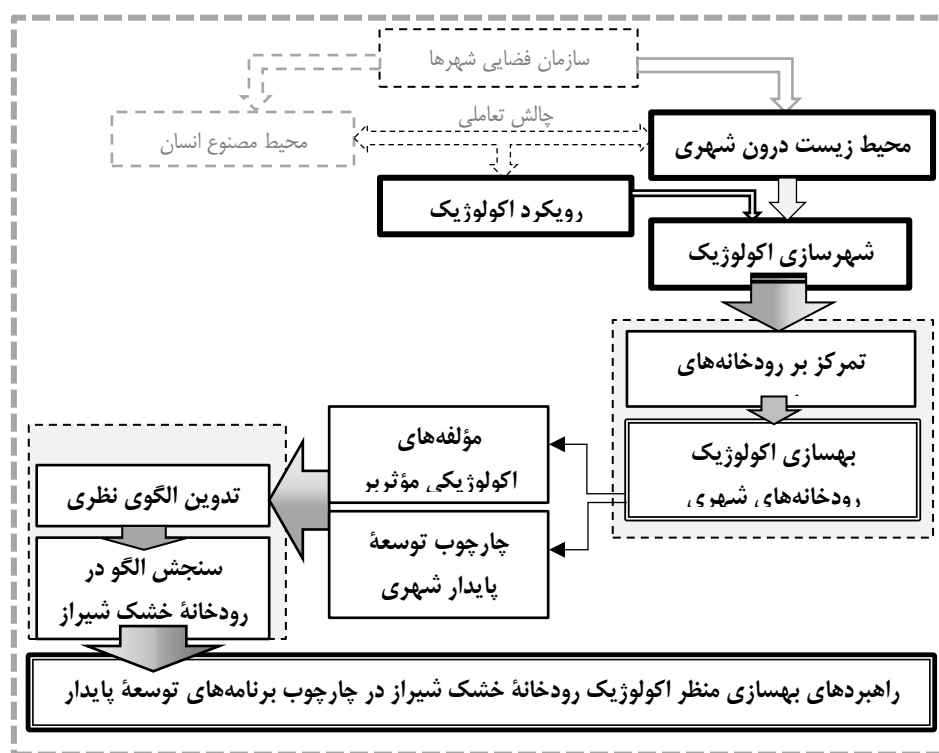 سازمان فضایی شهرها
چالش تعاملی
محیط زیست درون شهری
محیط مصنوع انسان
رویکرد اکولوژیک
شهرسازی اکولوژیک
تمرکز بر رودخانه‌های
بهسازی اکولوژیک
رودخانه‌های شهری
مؤلفه‌های
اکولوژیکی مؤثربر
چارچوب توسعهٔ
پایدار شهری
تدوین الگوی نظری
سنجش الگو در
رودخانهٔ خشک شیراز
راهبردهای بهسازی منظر اکولوژیک رودخانهٔ خشک شیراز در چارچوب برنامه‌های توسعهٔ پایدار